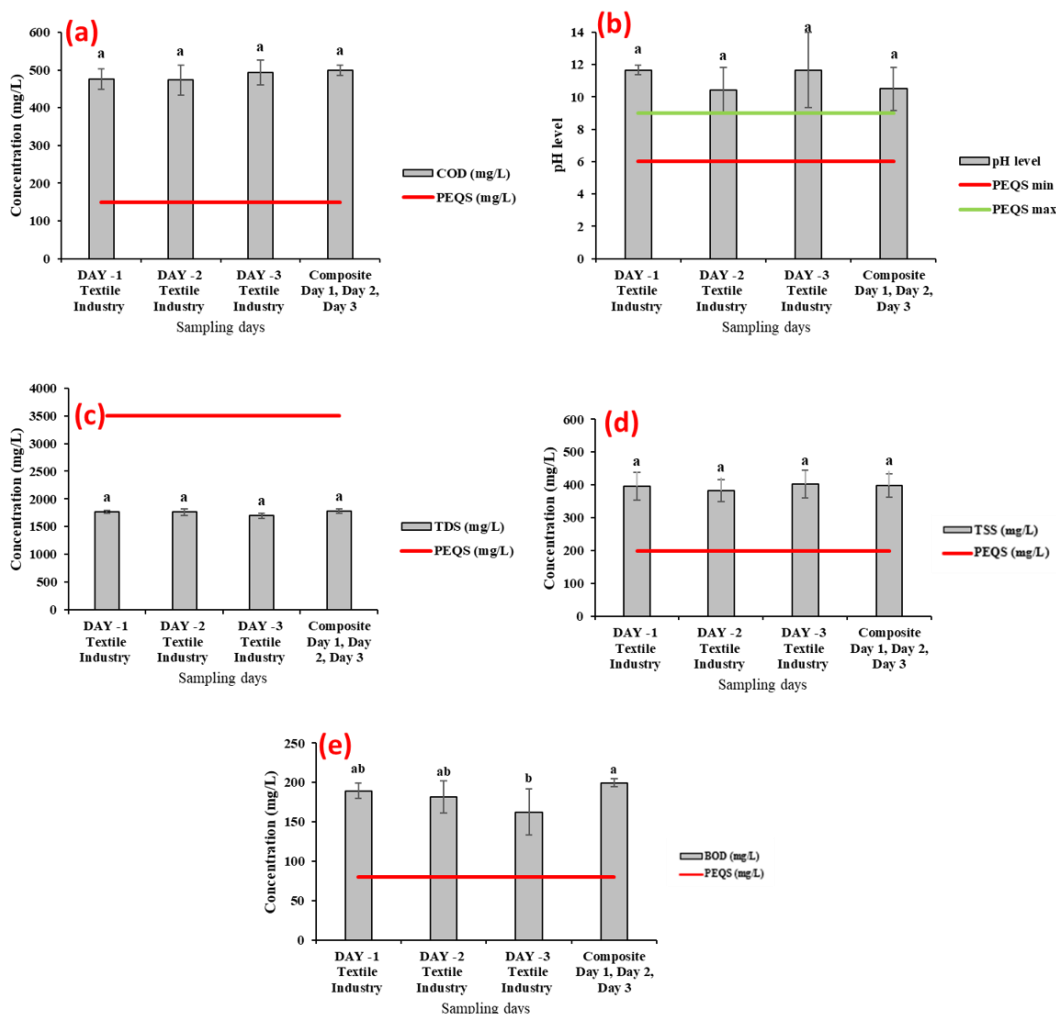 (a)
600
500
400
300
200
100
0
Concentration (mg/L)
a
a
a
a
DAY -1
Textile
Industry
DAY -2
Textile
Industry
DAY -3
Textile
Industry
Composite
Day 1, Day 2,
Day 3
Sampling days
COD (mg/L)
PEQS (mg/L)
(b)
14
12
10
8
6
4
2
0
pH level
a
a
a
a
DAY -1
Textile
Industry
DAY -2
Textile
Industry
DAY -3
Textile
Industry
Composite
Day 1, Day 2,
Day 3
Sampling days
pH level
PEQS min
PEQS max
(c)
4000
3500
3000
2500
2000
1500
1000
500
0
Concentration (mg/L)
a
a
a
a
DAY -1
Textile
Industry
DAY -2
Textile
Industry
DAY -3
Textile
Industry
Composite
Day 1, Day
2, Day 3
Sampling days
TDS (mg/L)
PEQS (mg/L)
(d)
600
500
400
300
200
100
0
Concentration (mg/L)
a
a
a
a
DAY -1
Textile
Industry
DAY -2
Textile
Industry
DAY -3
Textile
Industry
Composite
Day 1, Day 2,
Day 3
Sampling days
TSS (mg/L)
PEQS (mg/L)
(e)
250
200
150
100
50
0
Concentration (mg/L)
ab
ab
b
a
DAY -1
Textile
Industry
DAY -2
Textile
Industry
DAY -3
Textile
Industry
Composite
Day 1, Day 2,
Day 3
Sampling days
BOD (mg/L)
PEQS (mg/L)